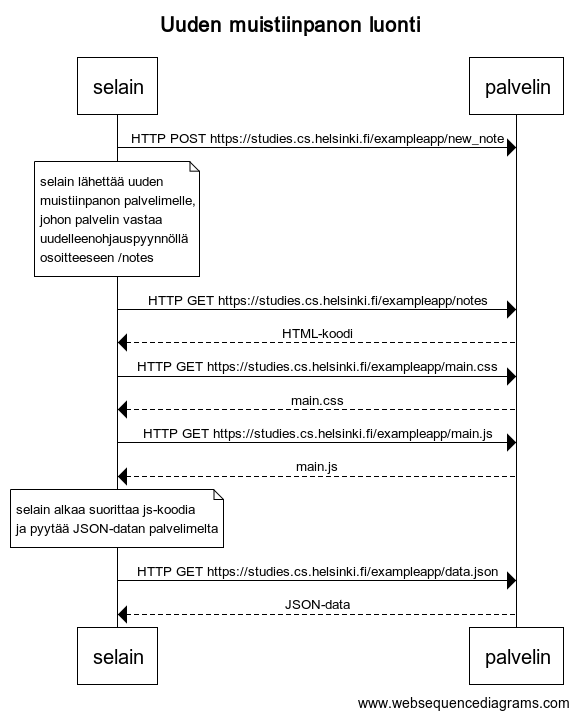 Uuden muistiinpanon luonti
selain
palvelin
HTTP POST https://studies.cs.helsinki.fi/exampleapp/new_note
selain lähettää uuden
muistiinpanon palvelimelle,
johon palvelin vastaa
uudelleenohjauspyynnöllä
osoitteeseen /notes
HTTP GET https://studies.cs.helsinki.fi/exampleapp/notes
HTML-koodi
HTTP GET https://studies.cs.helsinki.fi/exampleapp/main.css
main.css
HTTP GET https://studies.cs.helsinki.fi/exampleapp/main.js
main.js
selain alkaa suorittaa js-koodia
ja pyytää JSON-datan palvelimelta
HTTP GET https://studies.cs.helsinki.fi/exampleapp/data.json
JSON-data
selain
palvelin
www.websequencediagrams.com